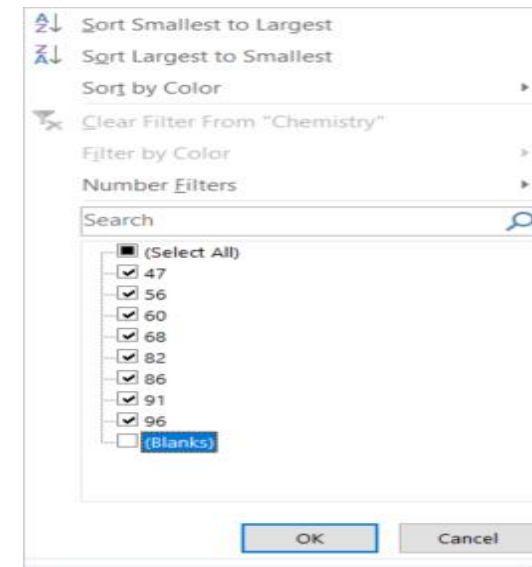 Sort Smallest to Largest
Sort Largest to Smallest
Sort by Color
Clear Filter From "Chemistry"
Filter by Color
Number Filters
Search
(Select All)
47
56
60
68
82
86
91
96
(Blanks)
OK Cancel